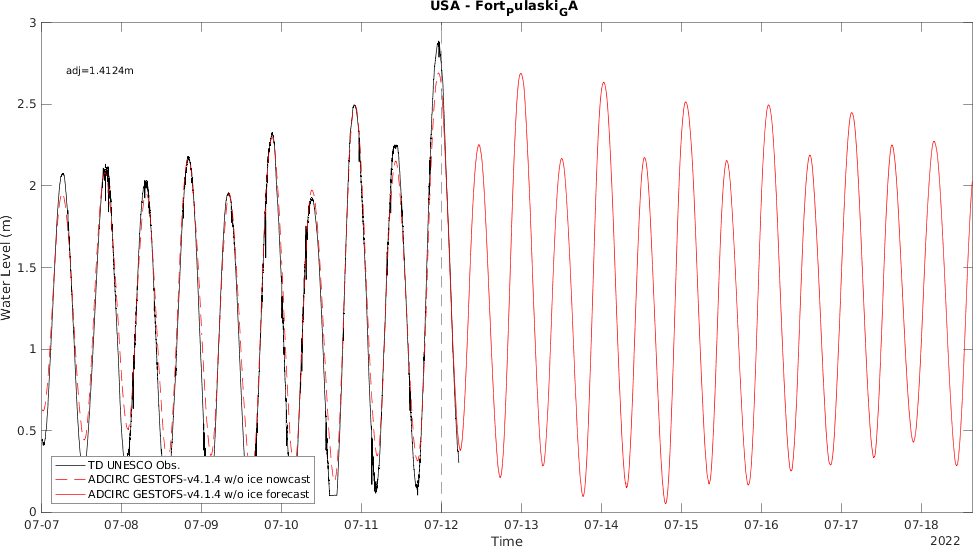 USA - FortPulaskiGA
adj=1.4124m
Water Level (m)
3
2.5
2
1.5
1
0.5
0
TD UNESCO Obs.
ADCIRC GESTOFS-v4.1.4 w/o ice nowcast
ADCIRC GESTOFS-v4.1.4 w/o ice forecast
07-07 07-08 07-09 07-10 07-11 07-12 07-13 07-14 07-15 07-16 07-17 07-18
Time
2022